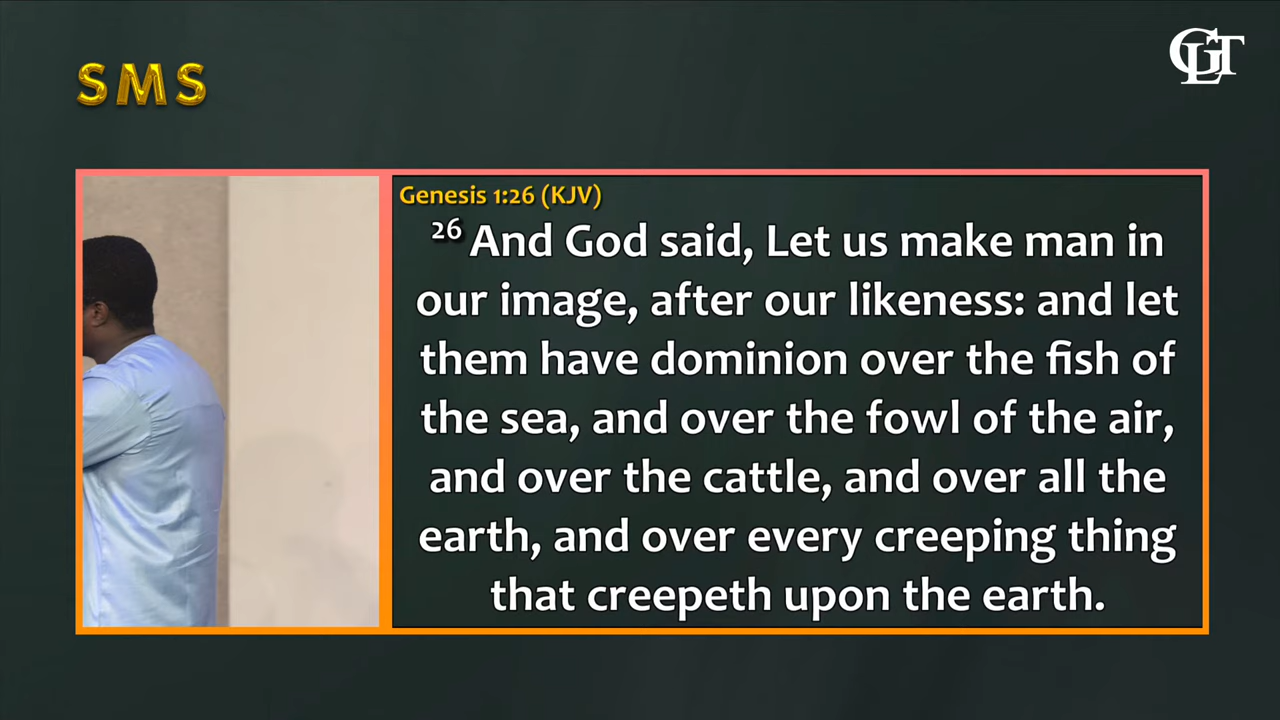 SMS
GLT
Genesis 1:26 (KJV)
26 And God said, Let us make man in
our image, after our likeness: and let
them have dominion over the fish of
the sea, and over the fowl of the air,
and over the cattle, and over all the
earth, and over every creeping thing
that creepeth upon the earth.